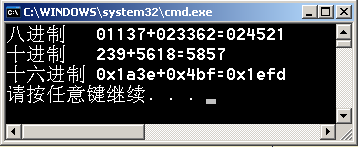 C:\WINDOWS\system32\cmd.exe
八进制 01137+023362=024521
十进制 239+5618=5857
十六进制 0x1a3e+0x4bf=0x1efd
请按任意键继续. . .